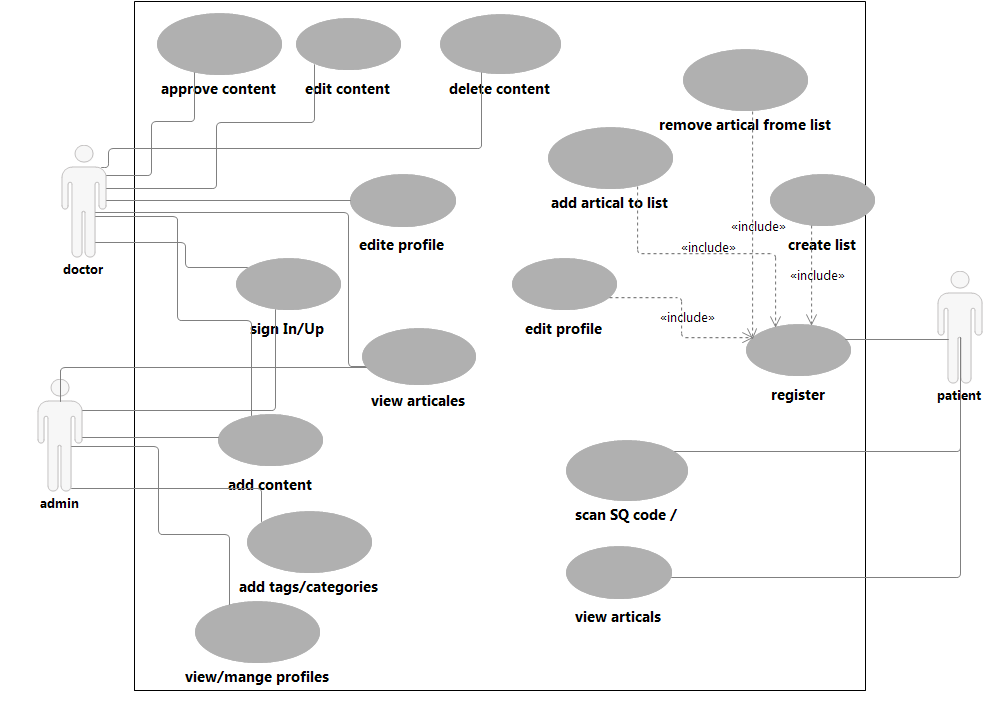 approve content
edit content
delete content
remove artical frome list
add artical to list
«include»
create list
edite profile
«include»
doctor
«include»
«include»
sign In/Up
edit profile
register
patient
view articales
add content
admin
scan SQ code /
add tags/categories
view articals
view/mange profiles